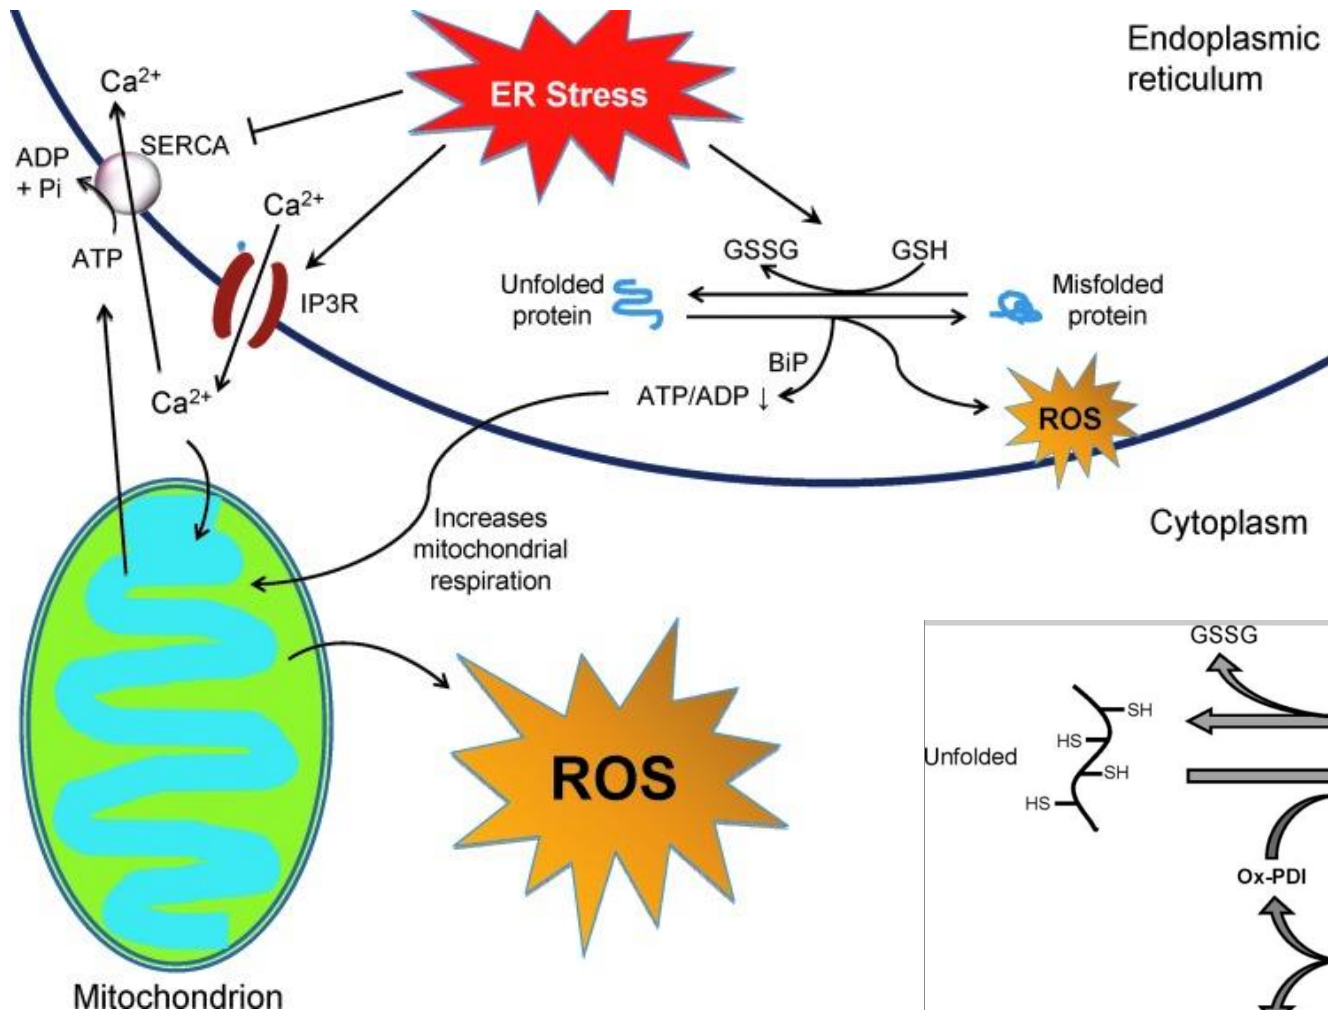 Endoplasmic
reticulum
ER Stress
Ca²⁺
SERCA
ADP
+ Pi
ATP
Ca²⁺
IP3R
Ca²⁺
GSSG
GSH
Unfolded
protein
Misfolded
protein
BiP
ATP/ADP ↓
ROS
Cytoplasm
Increases
mitochondrial
respiration
ROS
Mitochondrion
GSSG
SH
HS
Unfolded
SH
HS
Ox-PDI